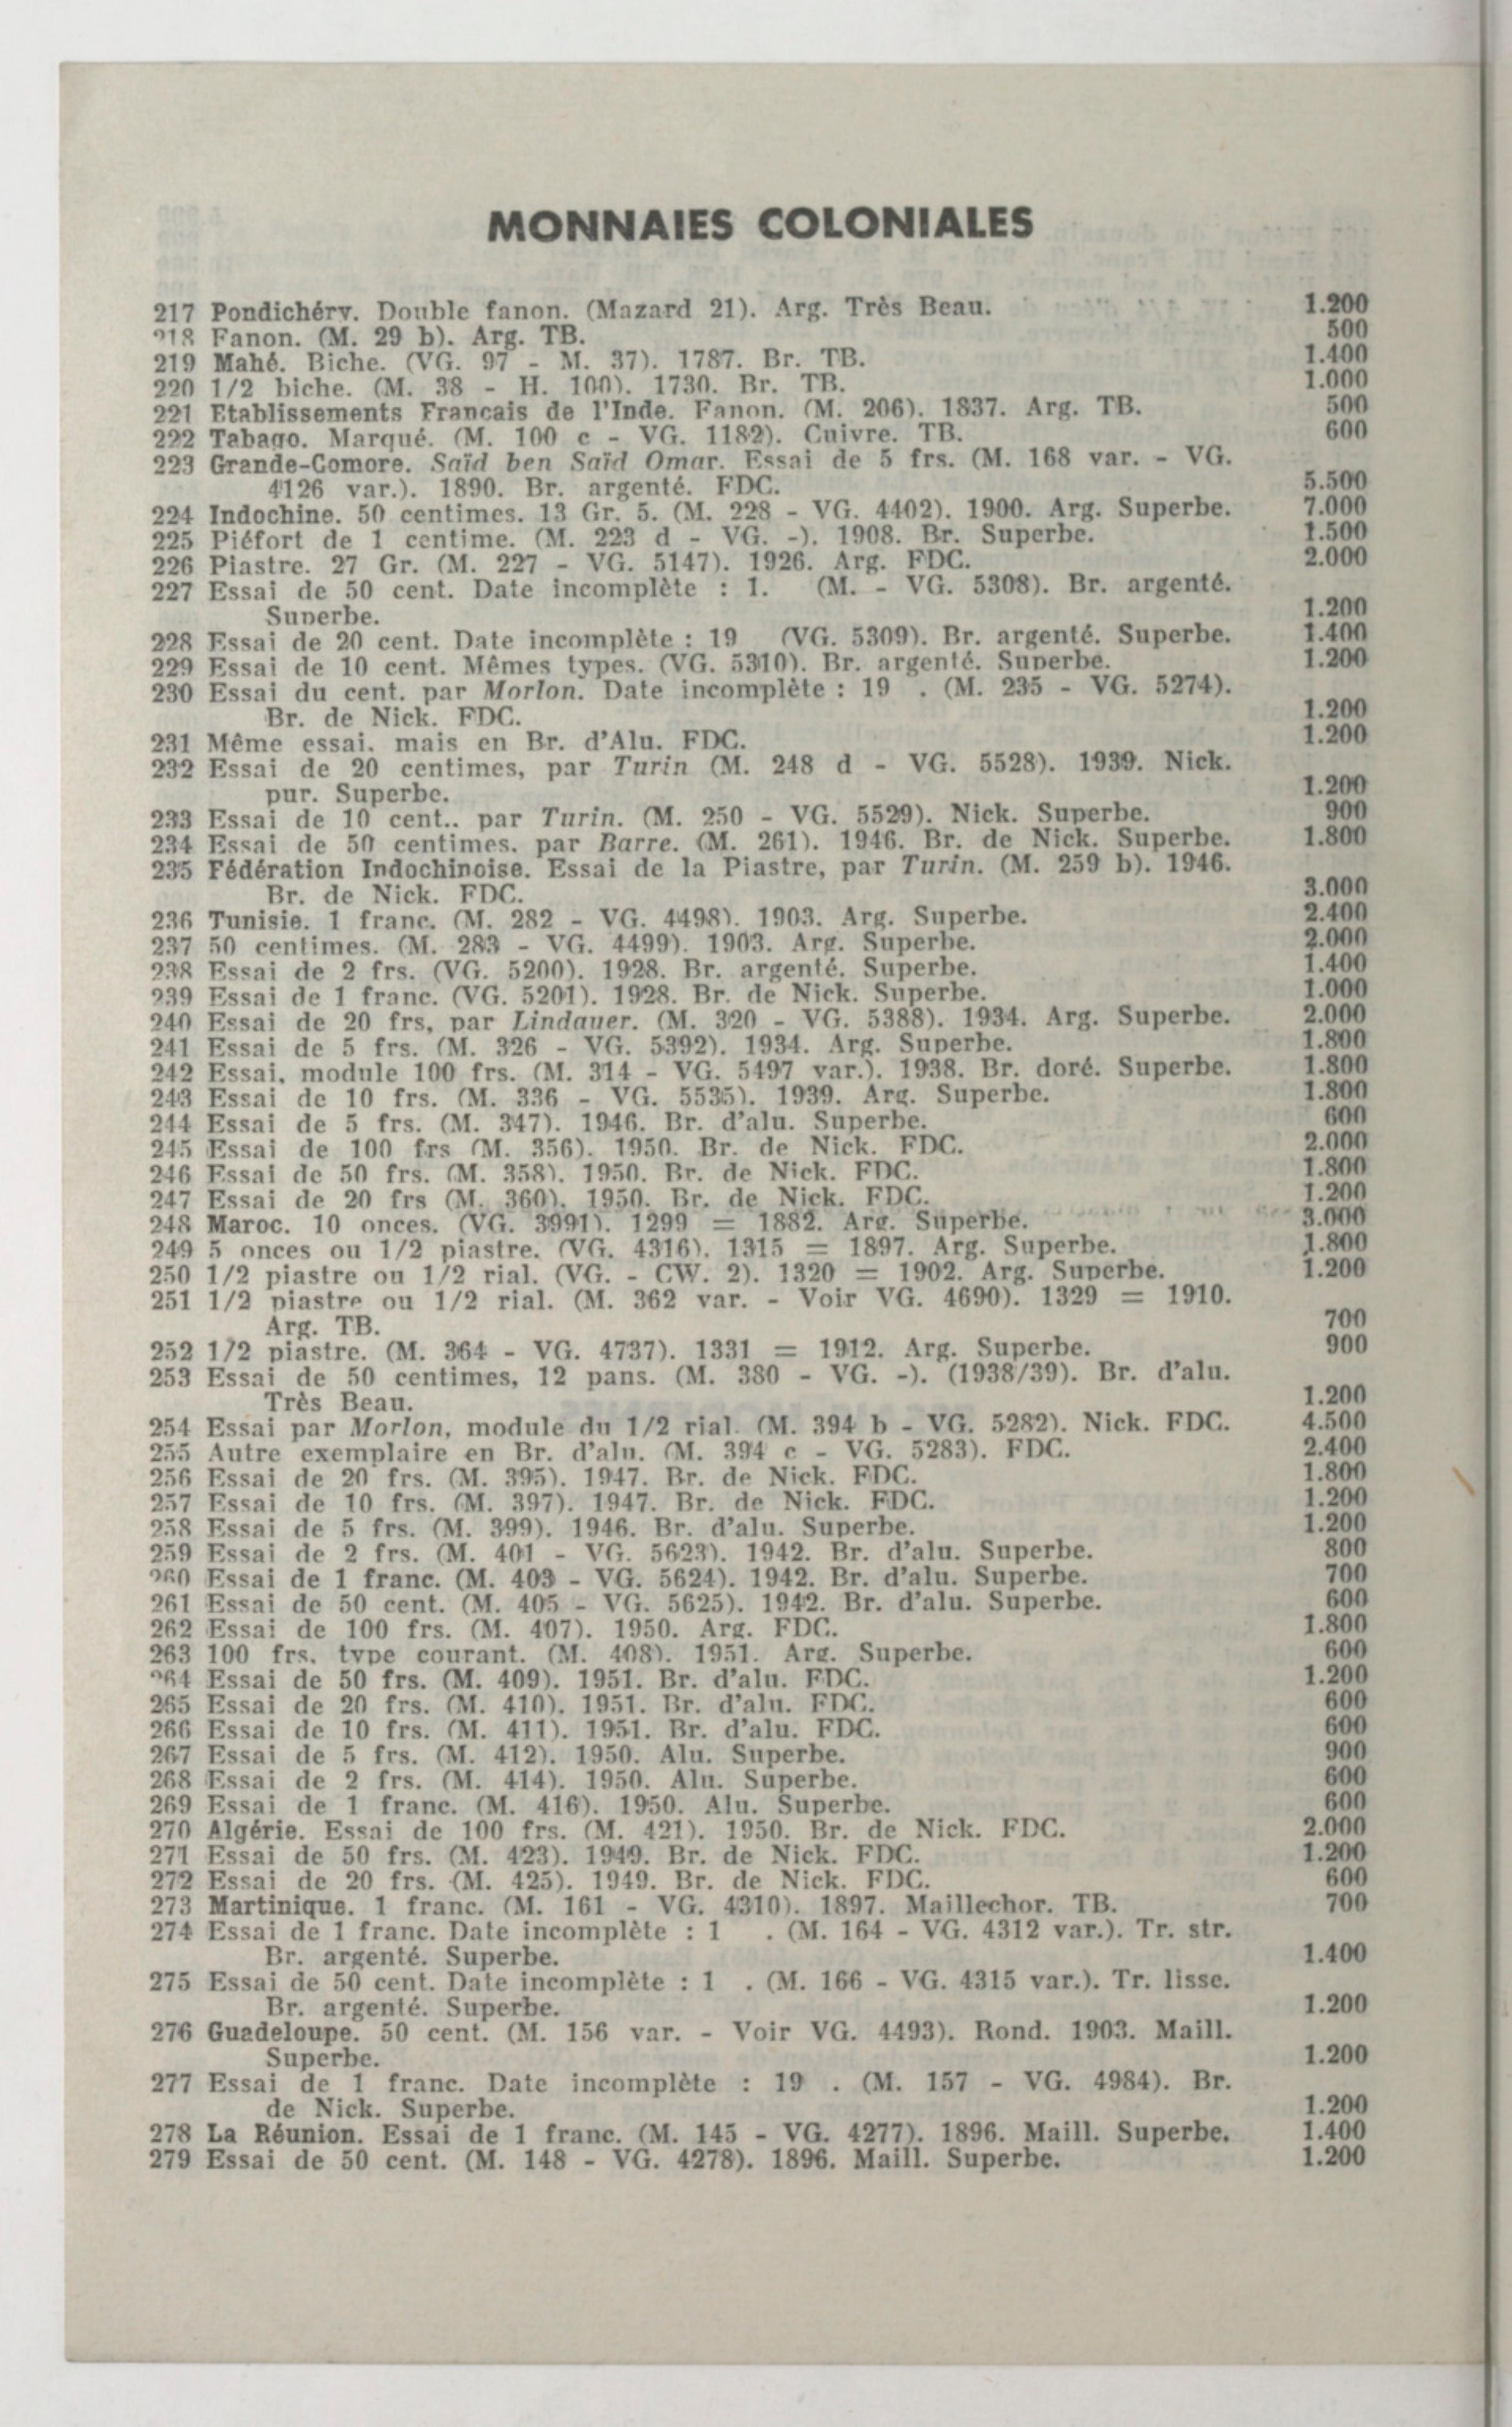 MONNAIES COLONIALES
217 Pondichéry. Double fanon. (Mazard 21). Arg. Très Beau. 1.200
218 Fanon. (M. 29 b). Arg. TB. 500
219 Mahé. Biche. (VG. 97 - M. 37). 1787. Br. TB. 1.400
220 1/2 biche. (M. 38 - H. 100). 1730. Br. TB. 1.000
221 Etablissements Francais de l'Inde. Fanon. (M. 206). 1837. Arg. TB. 500
222 Tabago. Marqué. (M. 100 c - VG. 1182). Cuivre. TB. 600
223 Grande-Comore. Saïd ben Saïd Omar. Essai de 5 frs. (M. 168 var. - VG.
4126 var.). 1890. Br. argenté. FDC. 5.500
224 Indochine. 50 centimes. 13 Gr. 5. (M. 228 - VG. 4402). 1900. Arg. Superbe. 7.000
225 Piéfort de 1 centime. (M. 223 d - VG. -). 1908. Br. Superbe. 1.500
226 Piastre. 27 Gr. (M. 227 - VG. 5147). 1926. Arg. FDC. 2.000
227 Essai de 50 cent. Date incomplète : 1. (M. - VG. 5308). Br. argenté.
Superbe. 1.200
228 Essai de 20 cent. Date incomplète : 19 (VG. 5309). Br. argenté. Superbe. 1.400
229 Essai de 10 cent. Mêmes types. (VG. 5310). Br. argenté. Superbe. 1.200
230 Essai du cent. par Morlon. Date incomplète : 19 . (M. 235 - VG. 5274).
Br. de Nick. FDC. 1.200
231 Même essai. mais en Br. d'Alu. FDC. 1.200
232 Essai de 20 centimes, par Turin (M. 248 d - VG. 5528). 1939. Nick.
pur. Superbe. 1.200
233 Essai de 10 cent.. par Turin. (M. 250 - VG. 5529). Nick. Superbe. 900
234 Essai de 50 centimes. par Barre. (M. 261). 1946. Br. de Nick. Superbe. 1.800
235 Fédération Indochinoise. Essai de la Piastre, par Turin. (M. 259 b). 1946.
Br. de Nick. FDC. 3.000
236 Tunisie. 1 franc. (M. 282 - VG. 4498). 1903. Arg. Superbe. 2.400
237 50 centimes. (M. 283 - VG. 4499). 1903. Arg. Superbe. 2.000
238 Essai de 2 frs. (VG. 5200). 1928. Br. argenté. Superbe. 1.400
239 Essai de 1 franc. (VG. 5201). 1928. Br. de Nick. Superbe. 1.000
240 Essai de 20 frs, par Lindauer. (M. 320 - VG. 5388). 1934. Arg. Superbe. 2.000
241 Essai de 5 frs. (M. 326 - VG. 5392). 1934. Arg. Superbe. 1.800
242 Essai, module 100 frs. (M. 314 - VG. 5497 var.). 1938. Br. doré. Superbe. 1.800
243 Essai de 10 frs. (M. 336 - VG. 5535). 1939. Arg. Superbe. 1.800
244 Essai de 5 frs. (M. 347). 1946. Br. d'alu. Superbe. 600
245 Essai de 100 frs (M. 356). 1950. Br. de Nick. FDC. 2.000
246 Essai de 50 frs. (M. 358). 1950. Br. de Nick. FDC. 1.800
247 Essai de 20 frs (M. 360). 1950. Br. de Nick. FDC. 1.200
248 Maroc. 10 onces. (VG. 3991). 1299 = 1882. Arg. Superbe. 3.000
249 5 onces ou 1/2 piastre. (VG. 4316). 1315 = 1897. Arg. Superbe. 1.800
250 1/2 piastre ou 1/2 rial. (VG. - CW. 2). 1320 = 1902. Arg. Superbe. 1.200
251 1/2 piastre ou 1/2 rial. (M. 362 var. - Voir VG. 4690). 1329 = 1910.
Arg. TB. 700
252 1/2 piastre. (M. 364 - VG. 4737). 1331 = 1912. Arg. Superbe. 900
253 Essai de 50 centimes, 12 pans. (M. 380 - VG. -). (1938/39). Br. d'alu.
Très Beau. 1.200
254 Essai par Morlon, module du 1/2 rial. (M. 394 b - VG. 5282). Nick. FDC. 4.500
255 Autre exemplaire en Br. d'alu. (M. 394 c - VG. 5283). FDC. 2.400
256 Essai de 20 frs. (M. 395). 1947. Br. de Nick. FDC. 1.800
257 Essai de 10 frs. (M. 397). 1947. Br. de Nick. FDC. 1.200
258 Essai de 5 frs. (M. 399). 1946. Br. d'alu. Superbe. 1.200
259 Essai de 2 frs. (M. 401 - VG. 5623). 1942. Br. d'alu. Superbe. 800
260 Essai de 1 franc. (M. 403 - VG. 5624). 1942. Br. d'alu. Superbe. 700
261 Essai de 50 cent. (M. 405 - VG. 5625). 1942. Br. d'alu. Superbe. 600
262 Essai de 100 frs. (M. 407). 1950. Arg. FDC. 1.800
263 100 frs. type courant. (M. 408). 1951. Arg. Superbe. 600
264 Essai de 50 frs. (M. 409). 1951. Br. d'alu. FDC. 1.200
265 Essai de 20 frs. (M. 410). 1951. Br. d'alu. FDC. 600
266 Essai de 10 frs. (M. 411). 1951. Br. d'alu. FDC. 600
267 Essai de 5 frs. (M. 412). 1950. Alu. Superbe. 900
268 Essai de 2 frs. (M. 414). 1950. Alu. Superbe. 600
269 Essai de 1 franc. (M. 416). 1950. Alu. Superbe. 600
270 Algérie. Essai de 100 frs. (M. 421). 1950. Br. de Nick. FDC. 2.000
271 Essai de 50 frs. (M. 423). 1949. Br. de Nick. FDC. 1.200
272 Essai de 20 frs. (M. 425). 1949. Br. de Nick. FDC. 600
273 Martinique. 1 franc. (M. 161 - VG. 4310). 1897. Maillechor. TB. 700
274 Essai de 1 franc. Date incomplète : 1 . (M. 164 - VG. 4312 var.). Tr. str.
Br. argenté. Superbe. 1.400
275 Essai de 50 cent. Date incomplète : 1 . (M. 166 - VG. 4315 var.). Tr. lisse.
Br. argenté. Superbe. 1.200
276 Guadeloupe. 50 cent. (M. 156 var. - Voir VG. 4493). Rond. 1903. Maill.
Superbe. 1.200
277 Essai de 1 franc. Date incomplète : 19 . (M. 157 - VG. 4984). Br.
de Nick. Superbe. 1.200
278 La Réunion. Essai de 1 franc. (M. 145 - VG. 4277). 1896. Maill. Superbe. 1.400
279 Essai de 50 cent. (M. 148 - VG. 4278). 1896. Maill. Superbe. 1.200